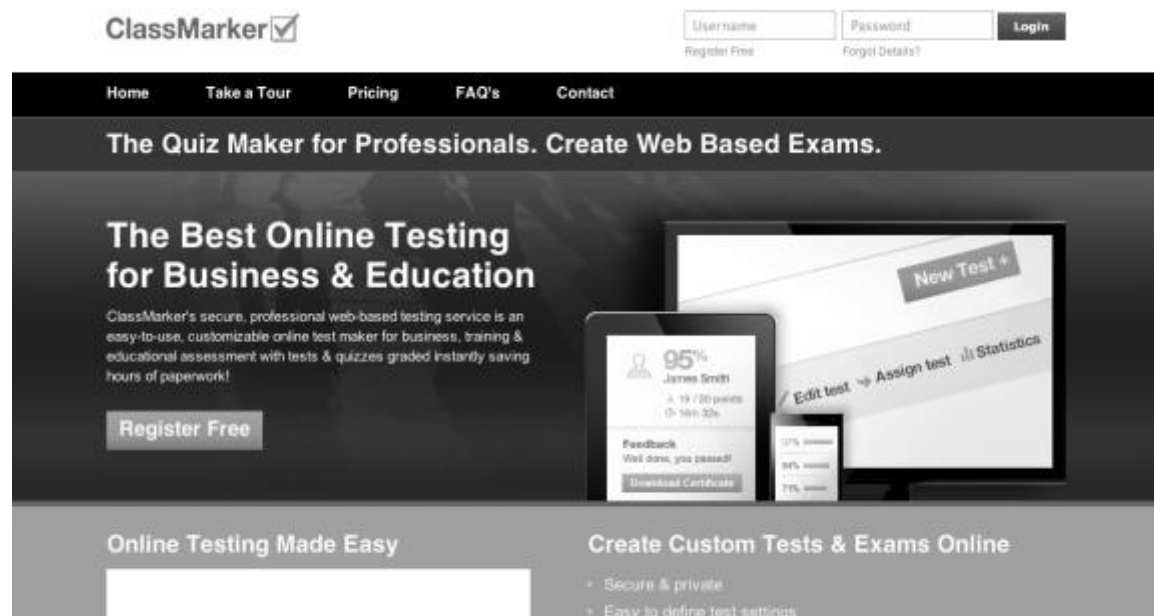 ClassMarker
Username Password Login
Register Free Forgot Details?
Home Take a Tour Pricing FAQ's Contact
The Quiz Maker for Professionals. Create Web Based Exams.
The Best Online Testing
for Business & Education
ClassMarker's secure, professional web-based testing service is an
easy-to-use, customizable online test maker for business, training &
educational assessment with tests & quizzes graded instantly saving
hours of paperwork!
Register Free
New Test +
Edit test Assign test Statistics
95%
James Smith
19 / 20 points
16m 32s
Feedback
Well done, you passed!
Download Certificate
Online Testing Made Easy
Create Custom Tests & Exams Online
Secure & private
Easy to define test settings